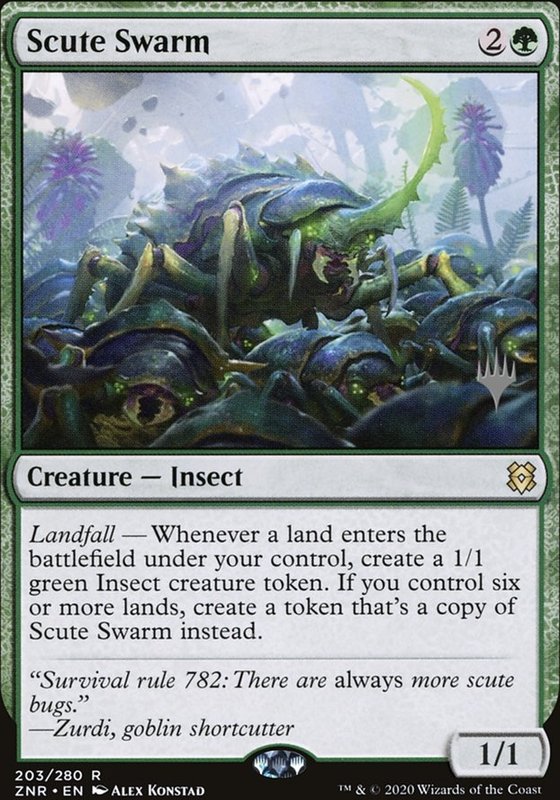 Scute Swarm 2
Creature — Insect
Landfall — Whenever a land enters the
battlefield under your control, create a 1/1
green Insect creature token. If you control six
or more lands, create a token that's a copy of
Scute Swarm instead.
“Survival rule 782: There are always more scute
bugs.”
—Zurdi, goblin shortcutter
1/1
203/280 R
ZNR • EN Alex Konstad
™ & © 2020 Wizards of the Coast